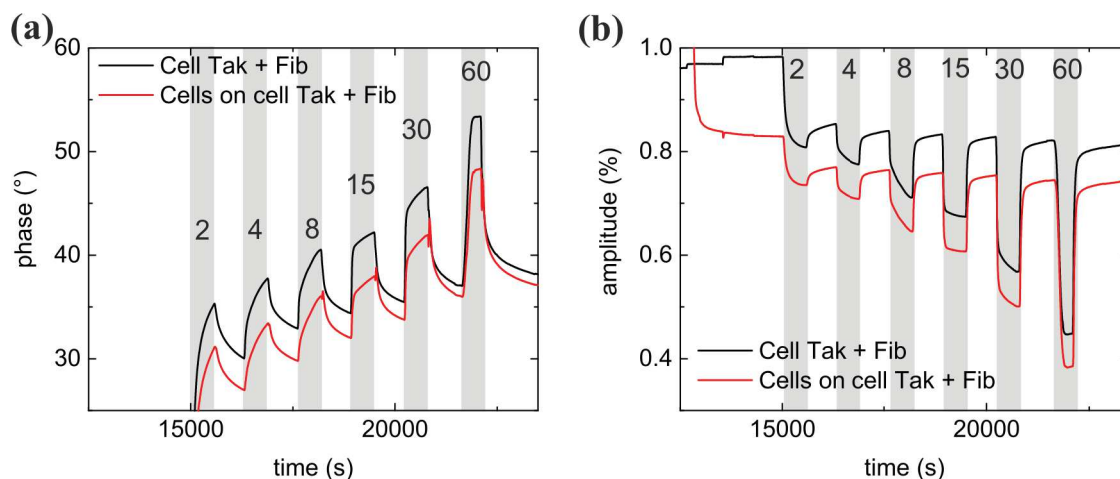 (a)
60
50
40
30
phase (°)
Cell Tak + Fib
Cells on cell Tak + Fib
2
4
8
15
30
60
15000
20000
time (s)
(b)
1.0
0.8
0.6
0.4
amplitude (%)
2
4
8
15
30
60
Cell Tak + Fib
Cells on cell Tak + Fib
15000
20000
time (s)